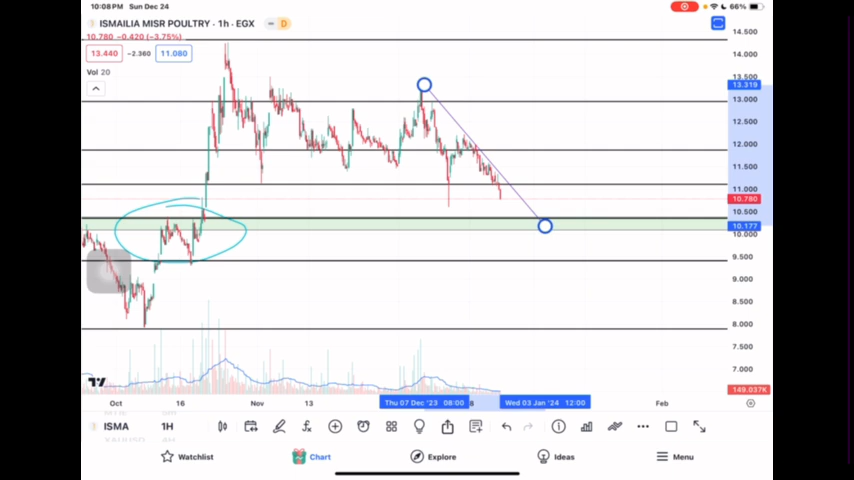 10:08 PM Sun Dec 24 66%
ISMAILIA MISR POULTRY · 1h · EGX D
10.780 −0.420 (−3.75%)
13.440 −2.360 11.080
Vol 20
14.500
14.000
13.500
13.319
13.000
12.500
12.000
11.500
11.000
10.780
10.500
10.177
10.000
9.500
9.000
8.500
8.000
7.500
7.000
149.037K
Oct 16 Nov 13 Thu 07 Dec '23 08:00 8 Wed 03 Jan '24 12:00 Feb
ISMA 1H
Watchlist Chart Explore Ideas Menu